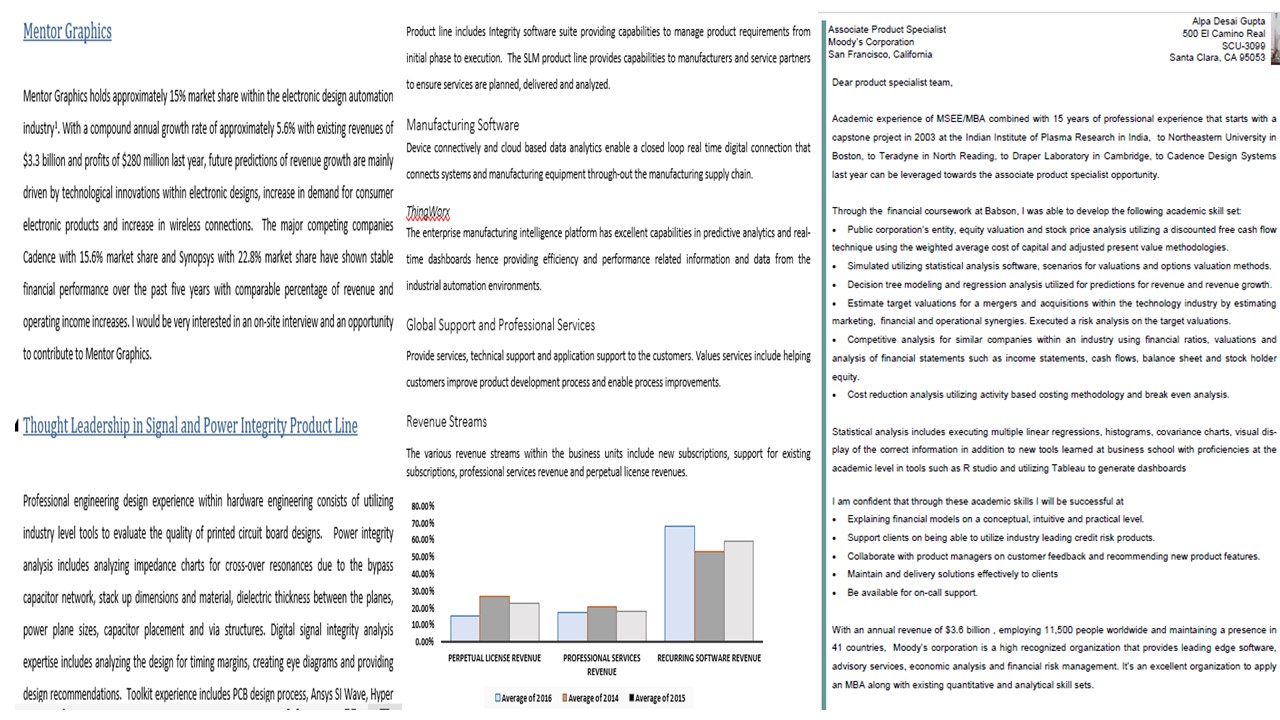 Mentor Graphics
Mentor Graphics holds approximately 15% market share within the electronic design automation
industry¹. With a compound annual growth rate of approximately 5.6% with existing revenues of
$3.3 billion and profits of $280 million last year, future predictions of revenue growth are mainly
driven by technological innovations within electronic designs, increase in demand for consumer
electronic products and increase in wireless connections. The major competing companies
Cadence with 15.6% market share and Synopsys with 22.8% market share have shown stable
financial performance over the past five years with comparable percentage of revenue and
operating income increases. I would be very interested in an on-site interview and an opportunity
to contribute to Mentor Graphics.
Thought Leadership in Signal and Power Integrity Product Line
Professional engineering design experience within hardware engineering consists of utilizing
industry level tools to evaluate the quality of printed circuit board designs. Power integrity
analysis includes analyzing impedance charts for cross-over resonances due to the bypass
capacitor network, stack up dimensions and material, dielectric thickness between the planes,
power plane sizes, capacitor placement and via structures. Digital signal integrity analysis
expertise includes analyzing the design for timing margins, creating eye diagrams and providing
design recommendations. Toolkit experience includes PCB design process, Ansys SI Wave, Hyper
Product line includes Integrity software suite providing capabilities to manage product requirements from
initial phase to execution. The SLM product line provides capabilities to manufacturers and service partners
to ensure services are planned, delivered and analyzed.
Manufacturing Software
Device connectively and cloud based data analytics enable a closed loop real time digital connection that
connects systems and manufacturing equipment through-out the manufacturing supply chain.
ThingWorx
The enterprise manufacturing intelligence platform has excellent capabilities in predictive analytics and real-
time dashboards hence providing efficiency and performance related information and data from the
industrial automation environments.
Global Support and Professional Services
Provide services, technical support and application support to the customers. Values services include helping
customers improve product development process and enable process improvements.
Revenue Streams
The various revenue streams within the business units include new subscriptions, support for existing
subscriptions, professional services revenue and perpetual license revenues.
80.00%
70.00%
60.00%
50.00%
40.00%
30.00%
20.00%
10.00%
0.00%
PERPETUAL LICENSE REVENUE
PROFESSIONAL SERVICES
REVENUE
RECURRING SOFTWARE REVENUE
Average of 2016 Average of 2014 Average of 2015
Associate Product Specialist
Moody's Corporation
San Francisco, California
Alpa Desai Gupta
500 El Camino Real
SCU-3099
Santa Clara, CA 95053
Dear product specialist team,
Academic experience of MSEE/MBA combined with 15 years of professional experience that starts with a
capstone project in 2003 at the Indian Institute of Plasma Research in India, to Northeastern University in
Boston, to Teradyne in North Reading, to Draper Laboratory in Cambridge, to Cadence Design Systems
last year can be leveraged towards the associate product specialist opportunity.
Through the financial coursework at Babson, I was able to develop the following academic skill set:
• Public corporation's entity, equity valuation and stock price analysis utilizing a discounted free cash flow
technique using the weighted average cost of capital and adjusted present value methodologies.
• Simulated utilizing statistical analysis software, scenarios for valuations and options valuation methods.
• Decision tree modeling and regression analysis utilized for predictions for revenue and revenue growth.
• Estimate target valuations for a mergers and acquisitions within the technology industry by estimating
marketing, financial and operational synergies. Executed a risk analysis on the target valuations.
• Competitive analysis for similar companies within an industry using financial ratios, valuations and
analysis of financial statements such as income statements, cash flows, balance sheet and stock holder
equity.
• Cost reduction analysis utilizing activity based costing methodology and break even analysis.
Statistical analysis includes executing multiple linear regressions, histograms, covariance charts, visual dis-
play of the correct information in addition to new tools learned at business school with proficiencies at the
academic level in tools such as R studio and utilizing Tableau to generate dashboards
I am confident that through these academic skills I will be successful at
• Explaining financial models on a conceptual, intuitive and practical level.
• Support clients on being able to utilize industry leading credit risk products.
• Collaborate with product managers on customer feedback and recommending new product features.
• Maintain and delivery solutions effectively to clients
• Be available for on-call support.
With an annual revenue of $3.6 billion , employing 11,500 people worldwide and maintaining a presence in
41 countries, Moody's corporation is a high recognized organization that provides leading edge software,
advisory services, economic analysis and financial risk management. It's an excellent organization to apply
an MBA along with existing quantitative and analytical skill sets.